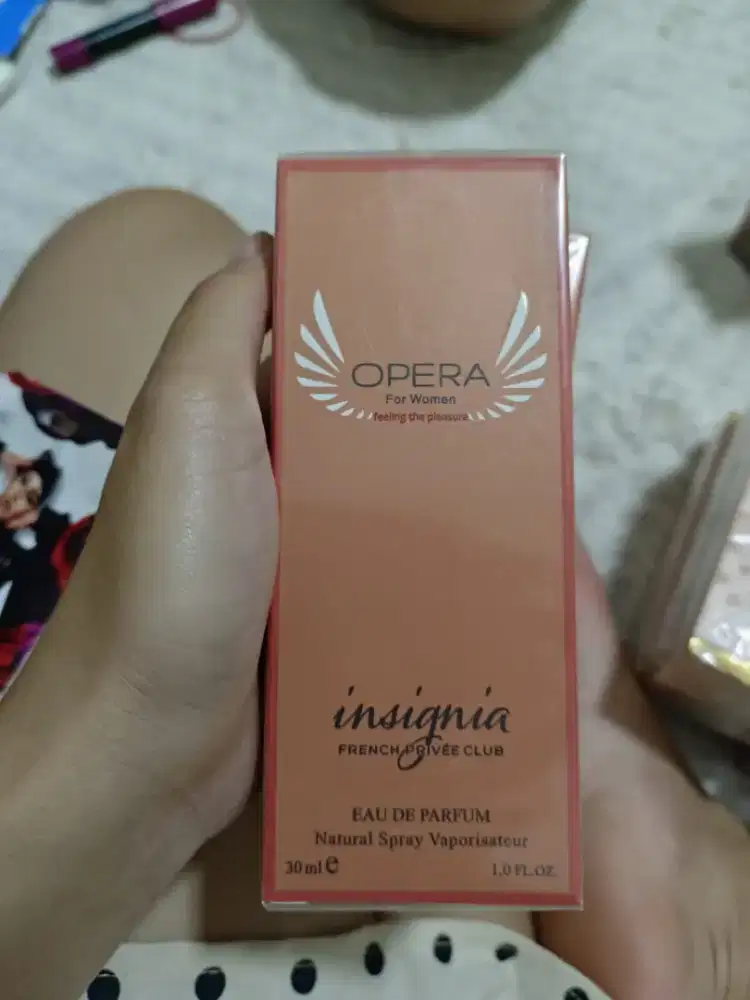 OPERA
For Women
feeling the pleasure
insignia
FRENCH PRIVÉE CLUB
EAU DE PARFUM
Natural Spray Vaporisateur
30 ml e 1.0 FL.OZ.